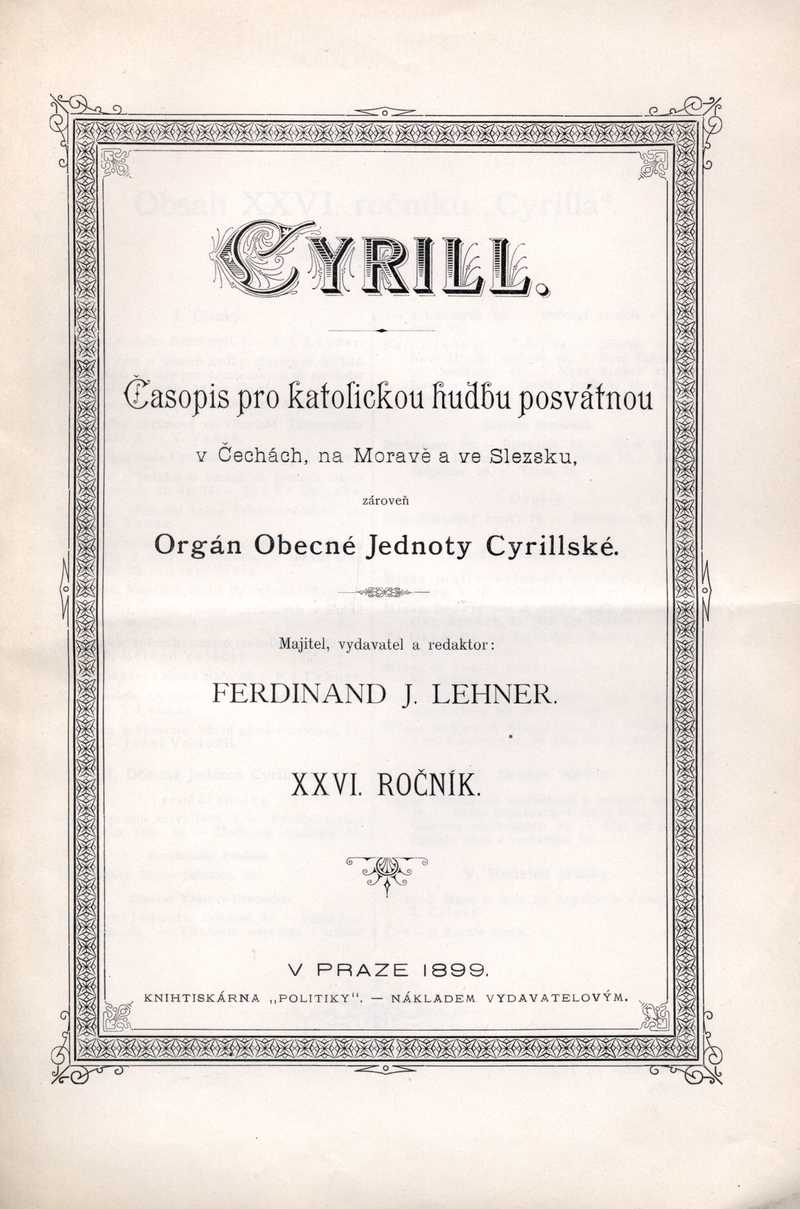 CYRILL.
Časopis pro katolickou hudbu posvátnou
v Čechách, na Moravě a ve Slezsku,
zároveň
Orgán Obecné Jednoty Cyrillské.
Majitel, vydavatel a redaktor:
FERDINAND J. LEHNER.
XXVI. ROČNÍK.
V PRAZE 1899.
KNIHTISKÁRNA „POLITIKY“. — NÁKLADEM VYDAVATELOVÝM.